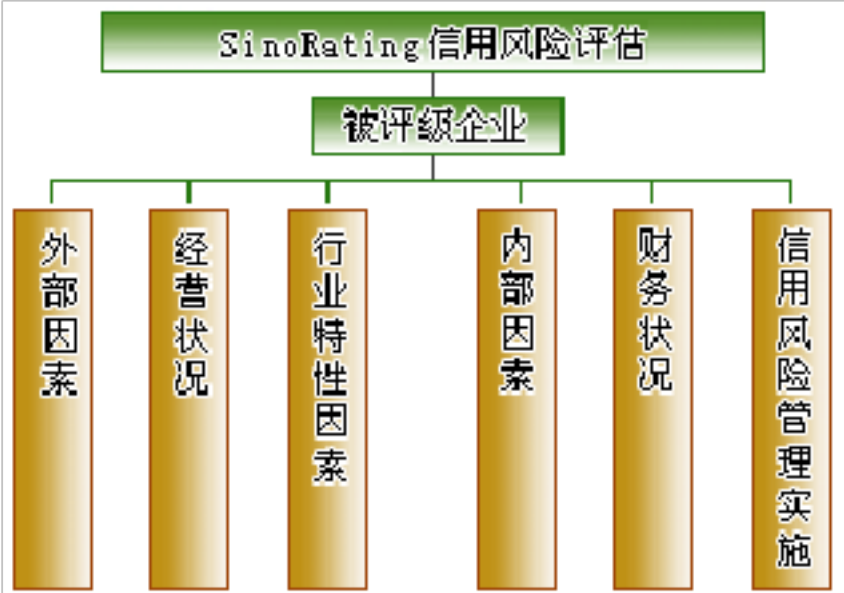 SinoRating信用风险评估
被评级企业
外部因素
经营状况
行业特性因素
内部因素
财务状况
信用风险管理实施